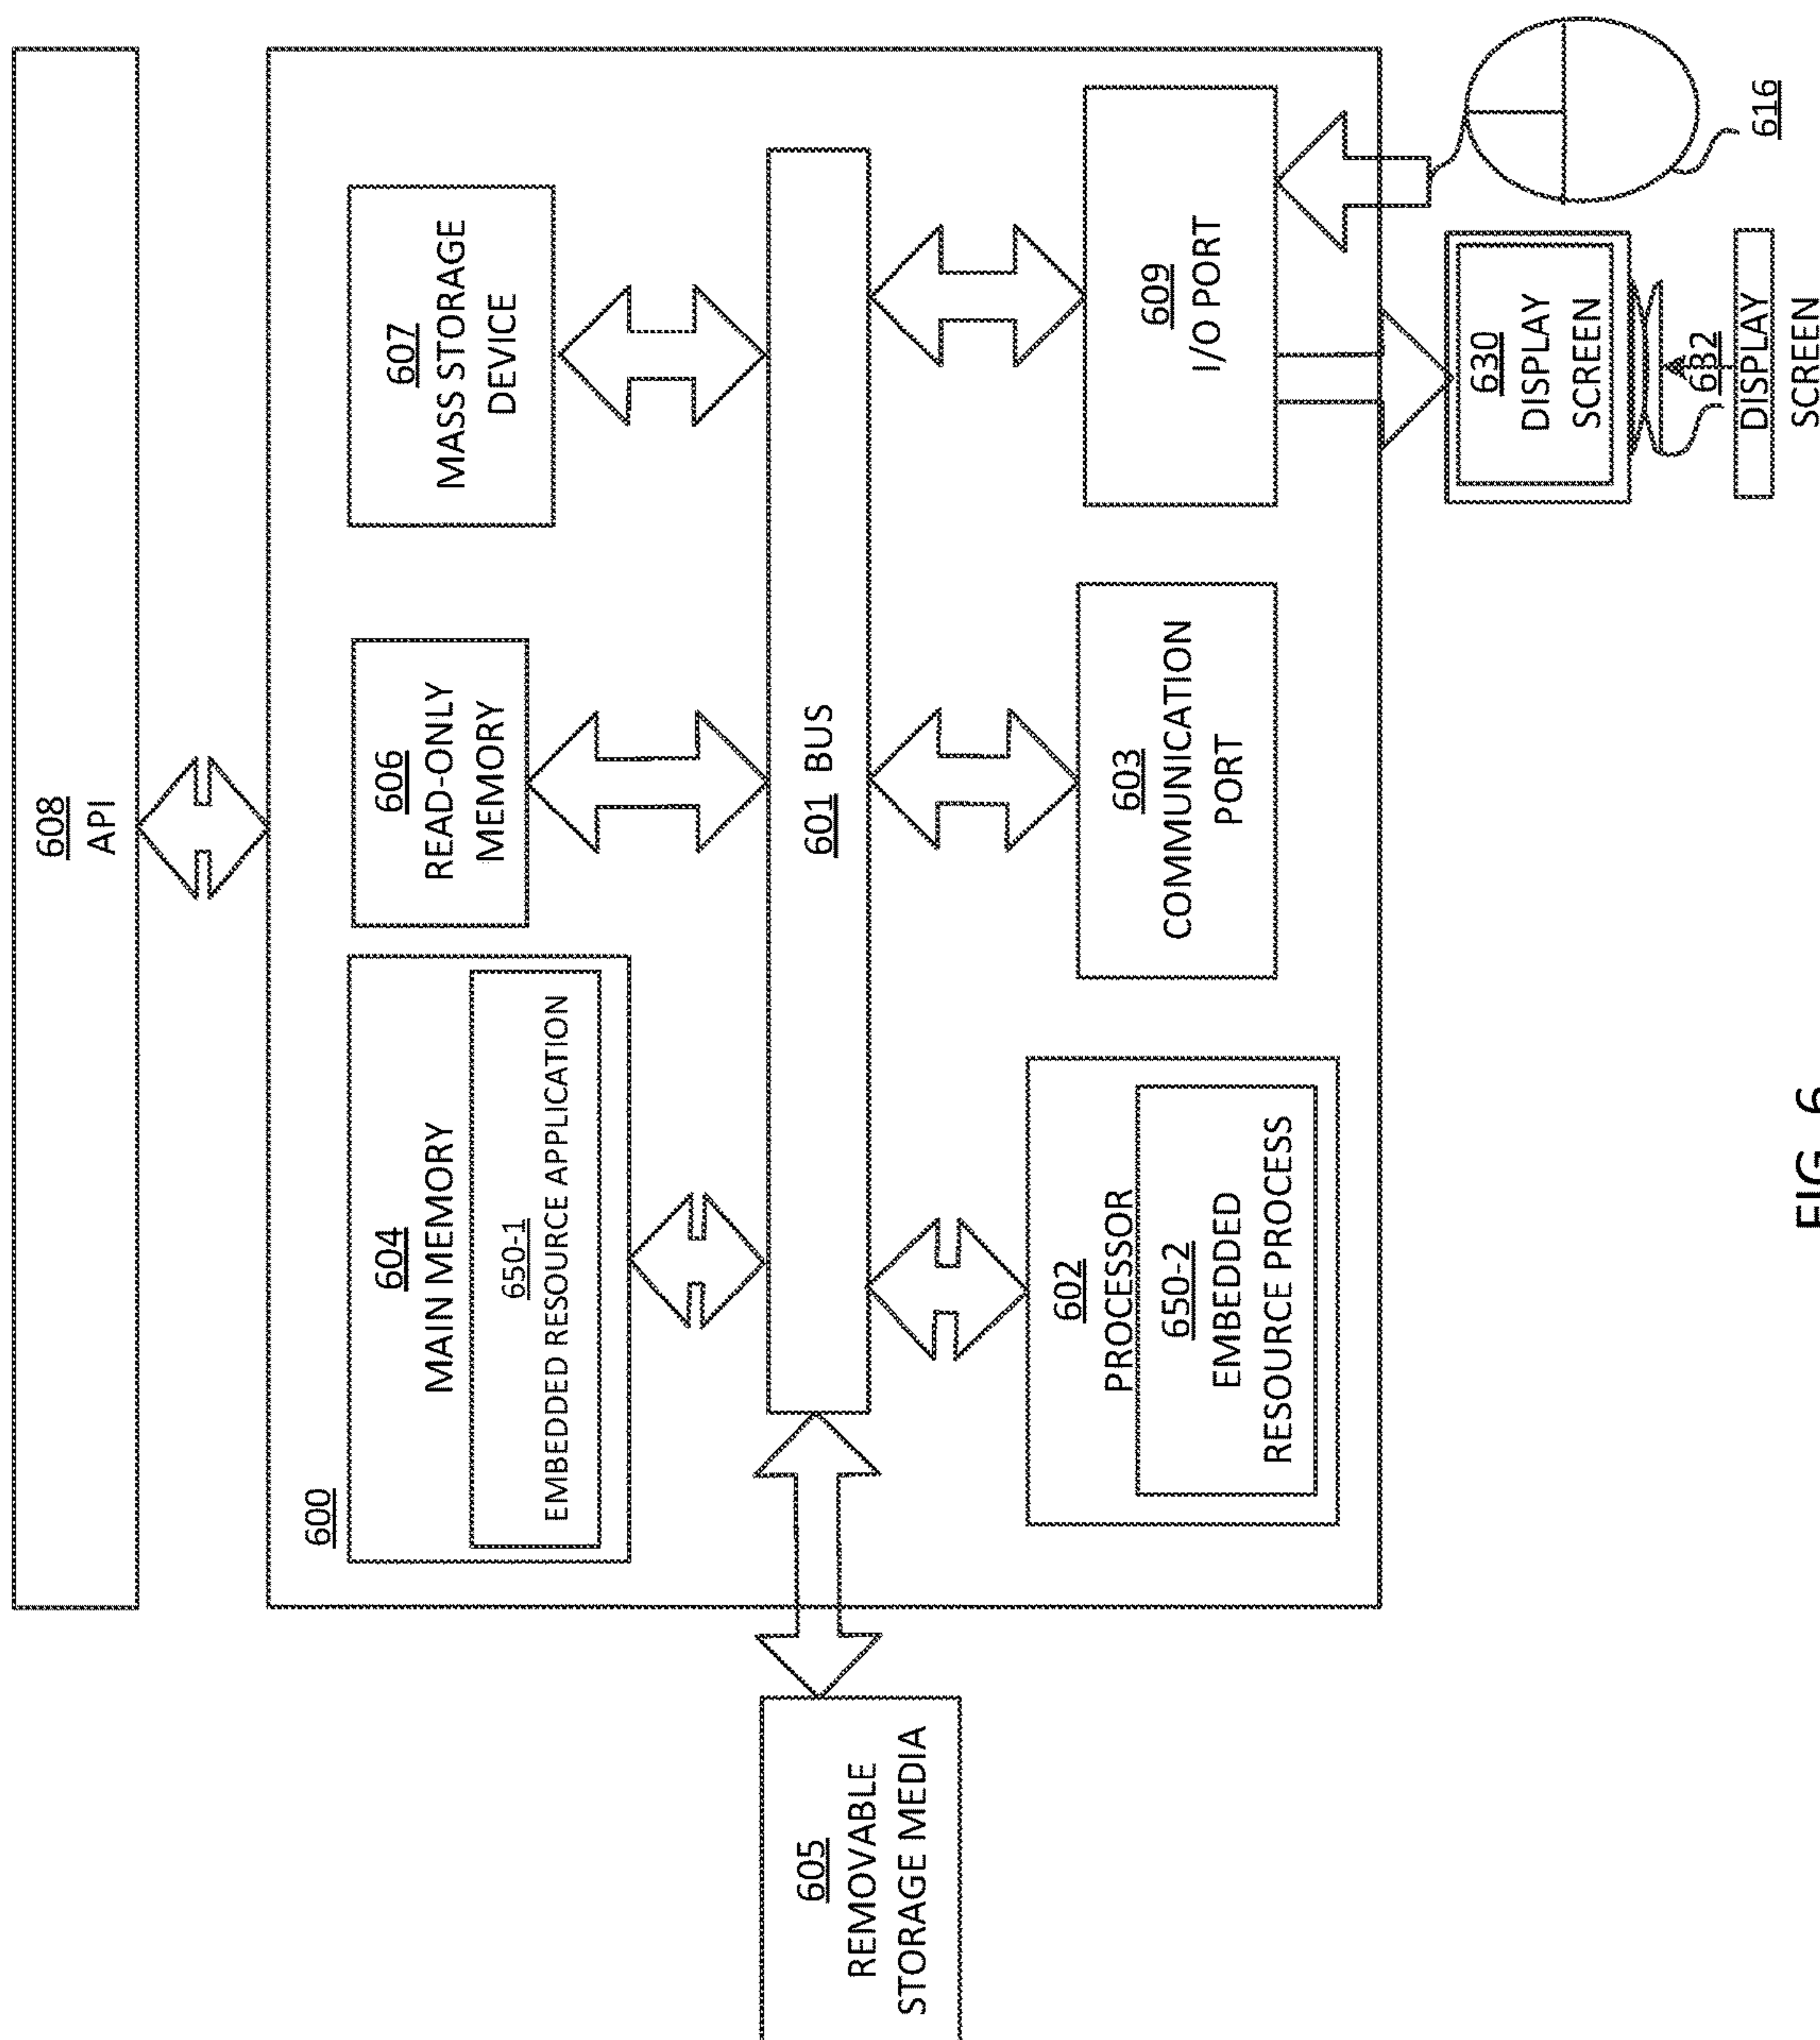 608
API
600
604
MAIN MEMORY
650-1
EMBEDDED RESOURCE APPLICATION
606
READ-ONLY
MEMORY
607
MASS STORAGE
DEVICE
605
REMOVABLE
STORAGE MEDIA
601 BUS
602
PROCESSOR
650-2
EMBEDDED
RESOURCE PROCESS
603
COMMUNICATION
PORT
609
I/O PORT
630
DISPLAY
SCREEN
632
DISPLAY
SCREEN
616
FIG. 6